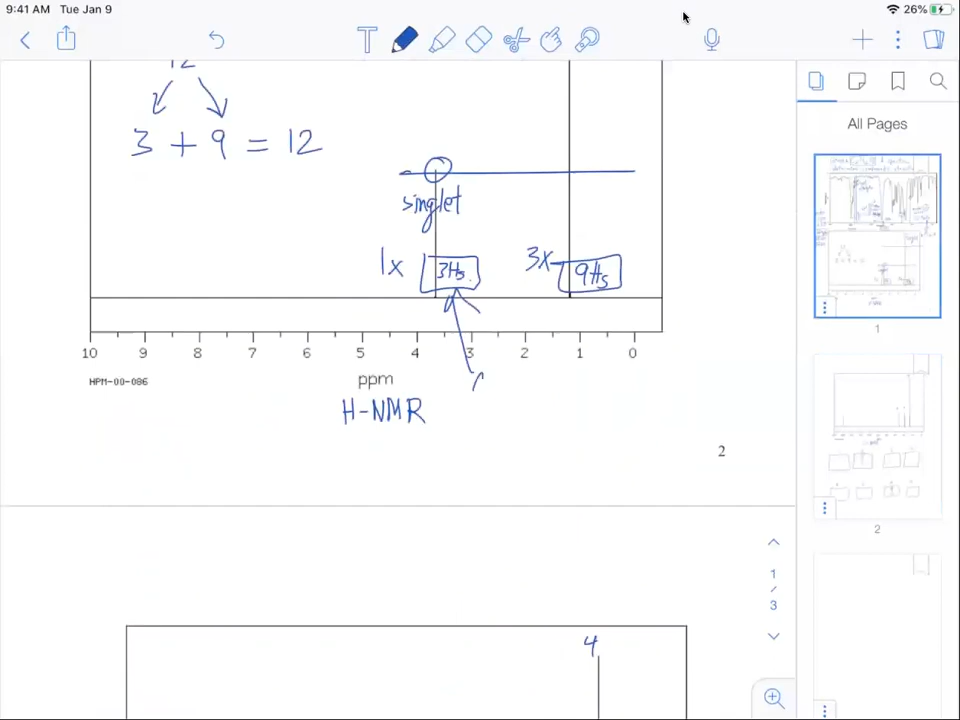 9:41 AM Tue Jan 9
26%
All Pages
12
3 + 9 = 12
singlet
1x 3Hs 3x 9Hs
10 9 8 7 6 5 4 3 2 1 0
HPM-00-086
ppm
H-NMR
2
1
2
1
/
3
4